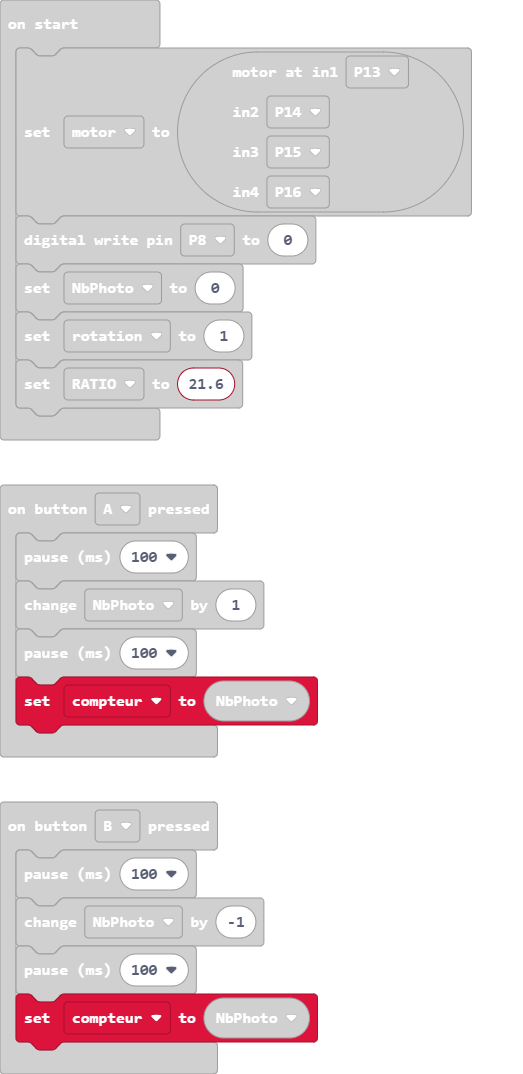 on start
motor at in1 P13
in2 P14
set motor to
in3 P15
in4 P16
digital write pin P8 to 0
set NbPhoto to 0
set rotation to 1
set RATIO to 21.6
on button A pressed
pause (ms) 100
change NbPhoto by 1
pause (ms) 100
set compteur to NbPhoto
on button B pressed
pause (ms) 100
change NbPhoto by -1
pause (ms) 100
set compteur to NbPhoto